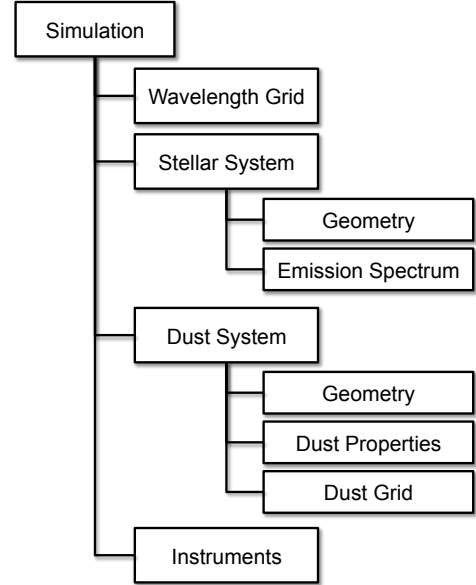 Simulation
Wavelength Grid
Stellar System
Geometry
Emission Spectrum
Dust System
Geometry
Dust Properties
Dust Grid
Instruments